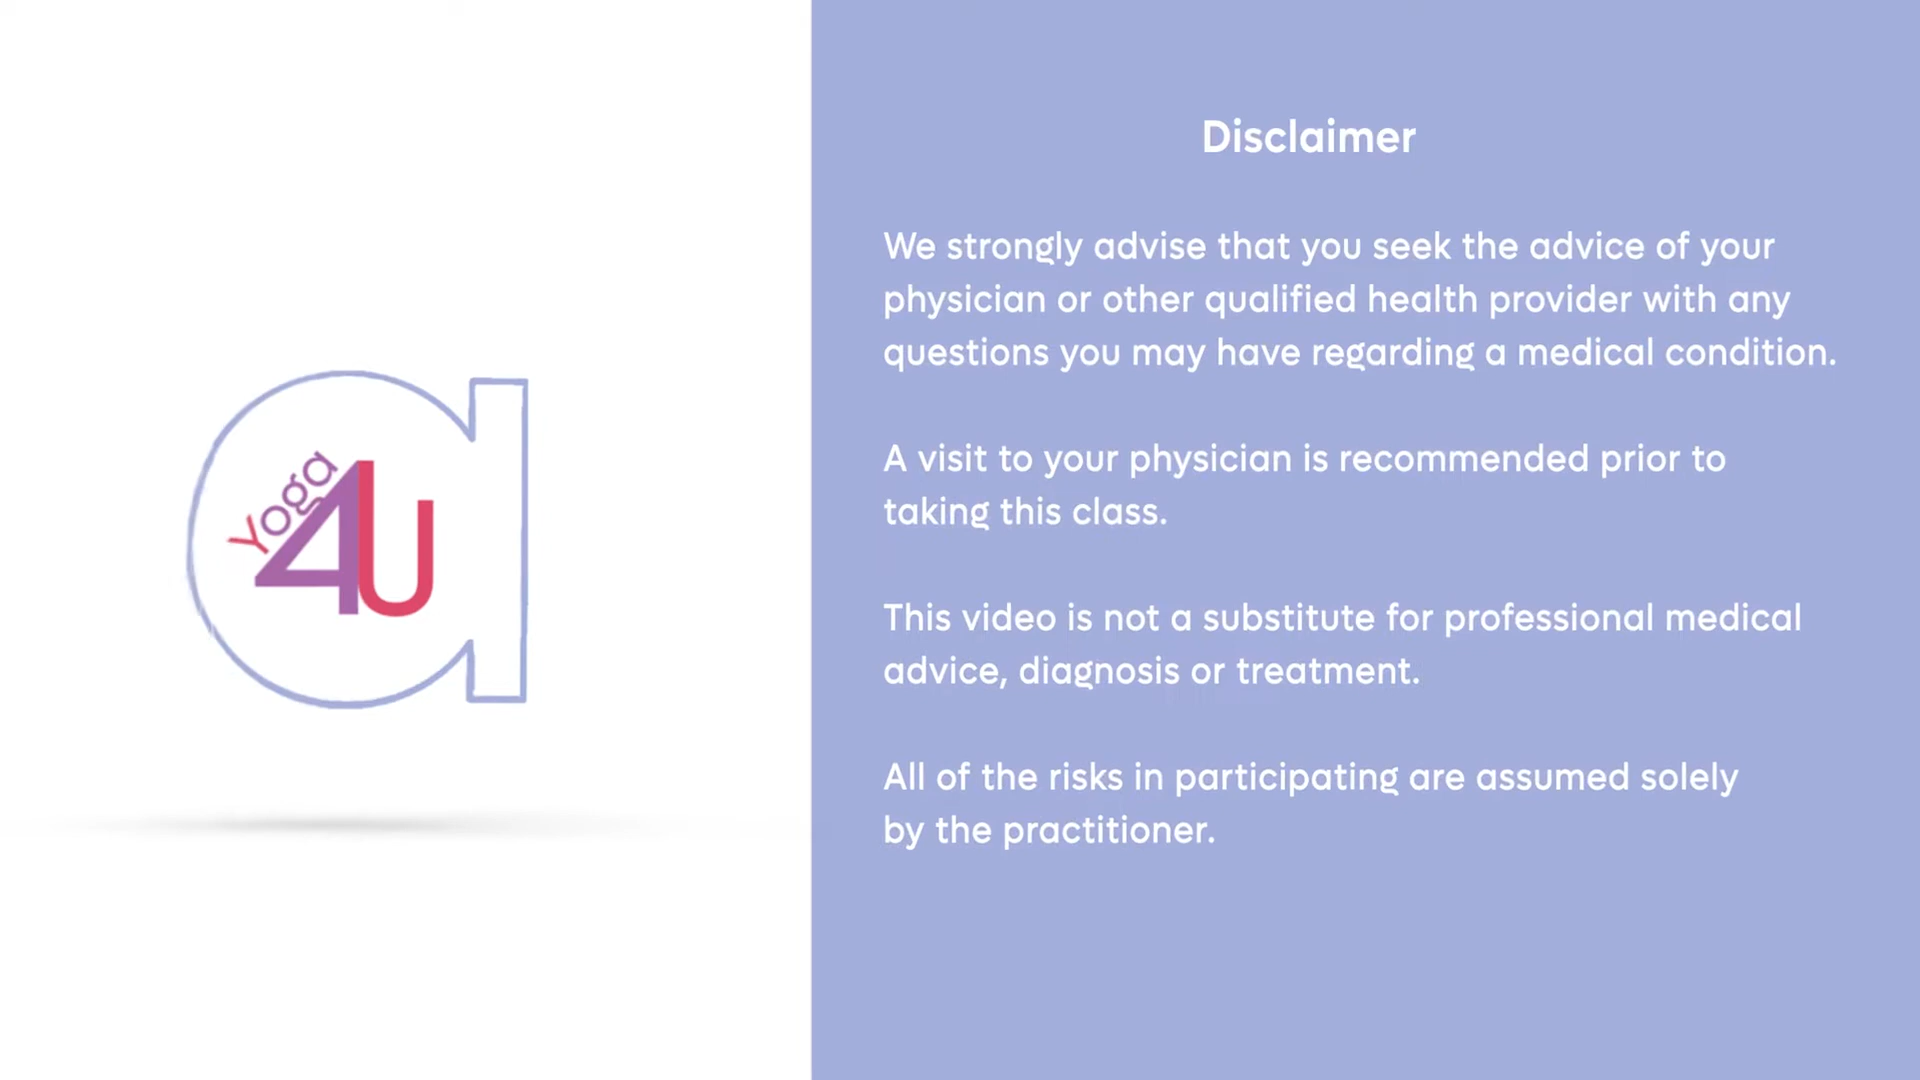 Yoga
4U
Disclaimer
We strongly advise that you seek the advice of your
physician or other qualified health provider with any
questions you may have regarding a medical condition.
A visit to your physician is recommended prior to
taking this class.
This video is not a substitute for professional medical
advice, diagnosis or treatment.
All of the risks in participating are assumed solely
by the practitioner.